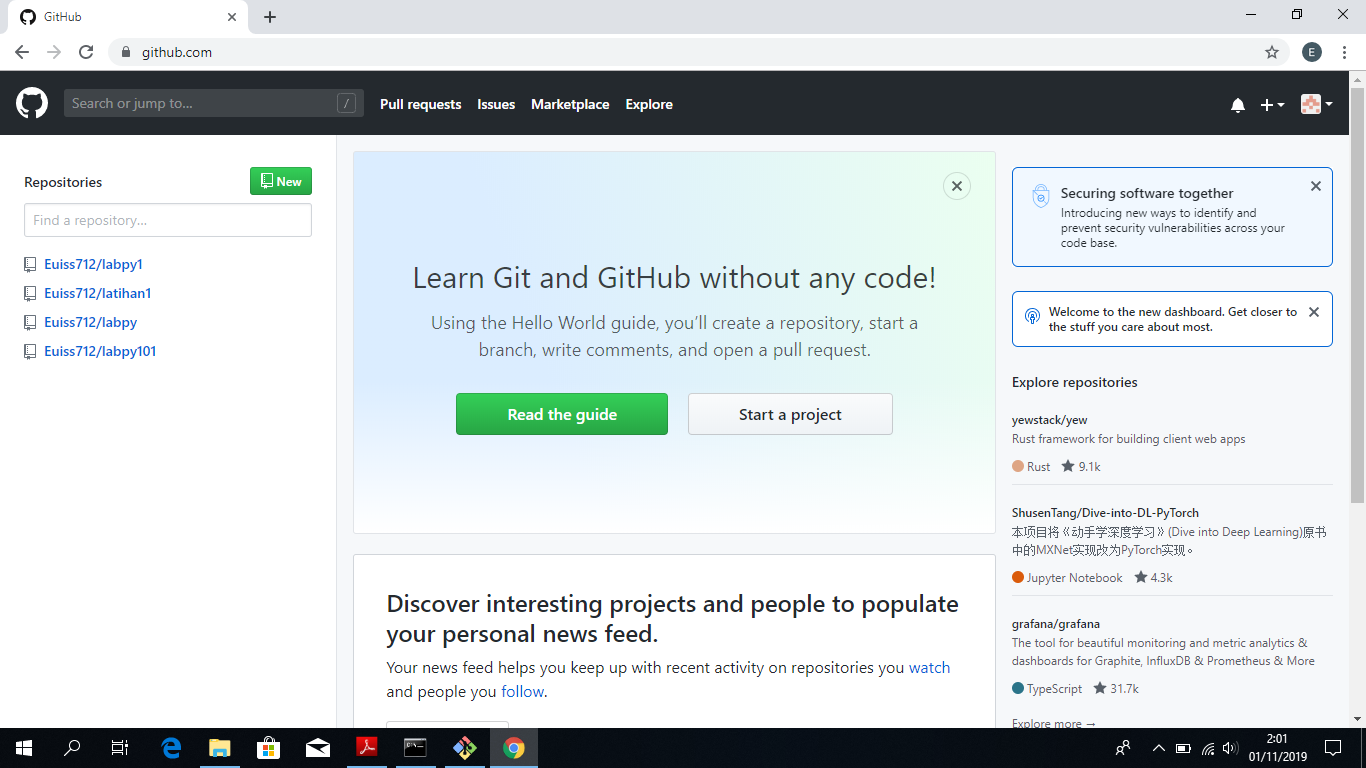 GitHub
github.com
E
Search or jump to...
/
Pull requests
Issues
Marketplace
Explore
Repositories
New
Find a repository...
Euiss712/labpy1
Euiss712/latihan1
Euiss712/labpy
Euiss712/labpy101
Learn Git and GitHub without any code!
Using the Hello World guide, you’ll create a repository, start a
branch, write comments, and open a pull request.
Read the guide
Start a project
Discover interesting projects and people to populate
your personal news feed.
Your news feed helps you keep up with recent activity on repositories you watch
and people you follow.
Securing software together
Introducing new ways to identify and
prevent security vulnerabilities across your
code base.
Welcome to the new dashboard. Get closer to
the stuff you care about most.
Explore repositories
yewstack/yew
Rust framework for building client web apps
Rust 9.1k
ShusenTang/Dive-into-DL-PyTorch
本项目将《动手学深度学习》(Dive into Deep Learning)原书
中的MXNet实现改为PyTorch实现。
Jupyter Notebook 4.3k
grafana/grafana
The tool for beautiful monitoring and metric analytics &
dashboards for Graphite, InfluxDB & Prometheus & More
TypeScript 31.7k
Explore more →
2:01
01/11/2019